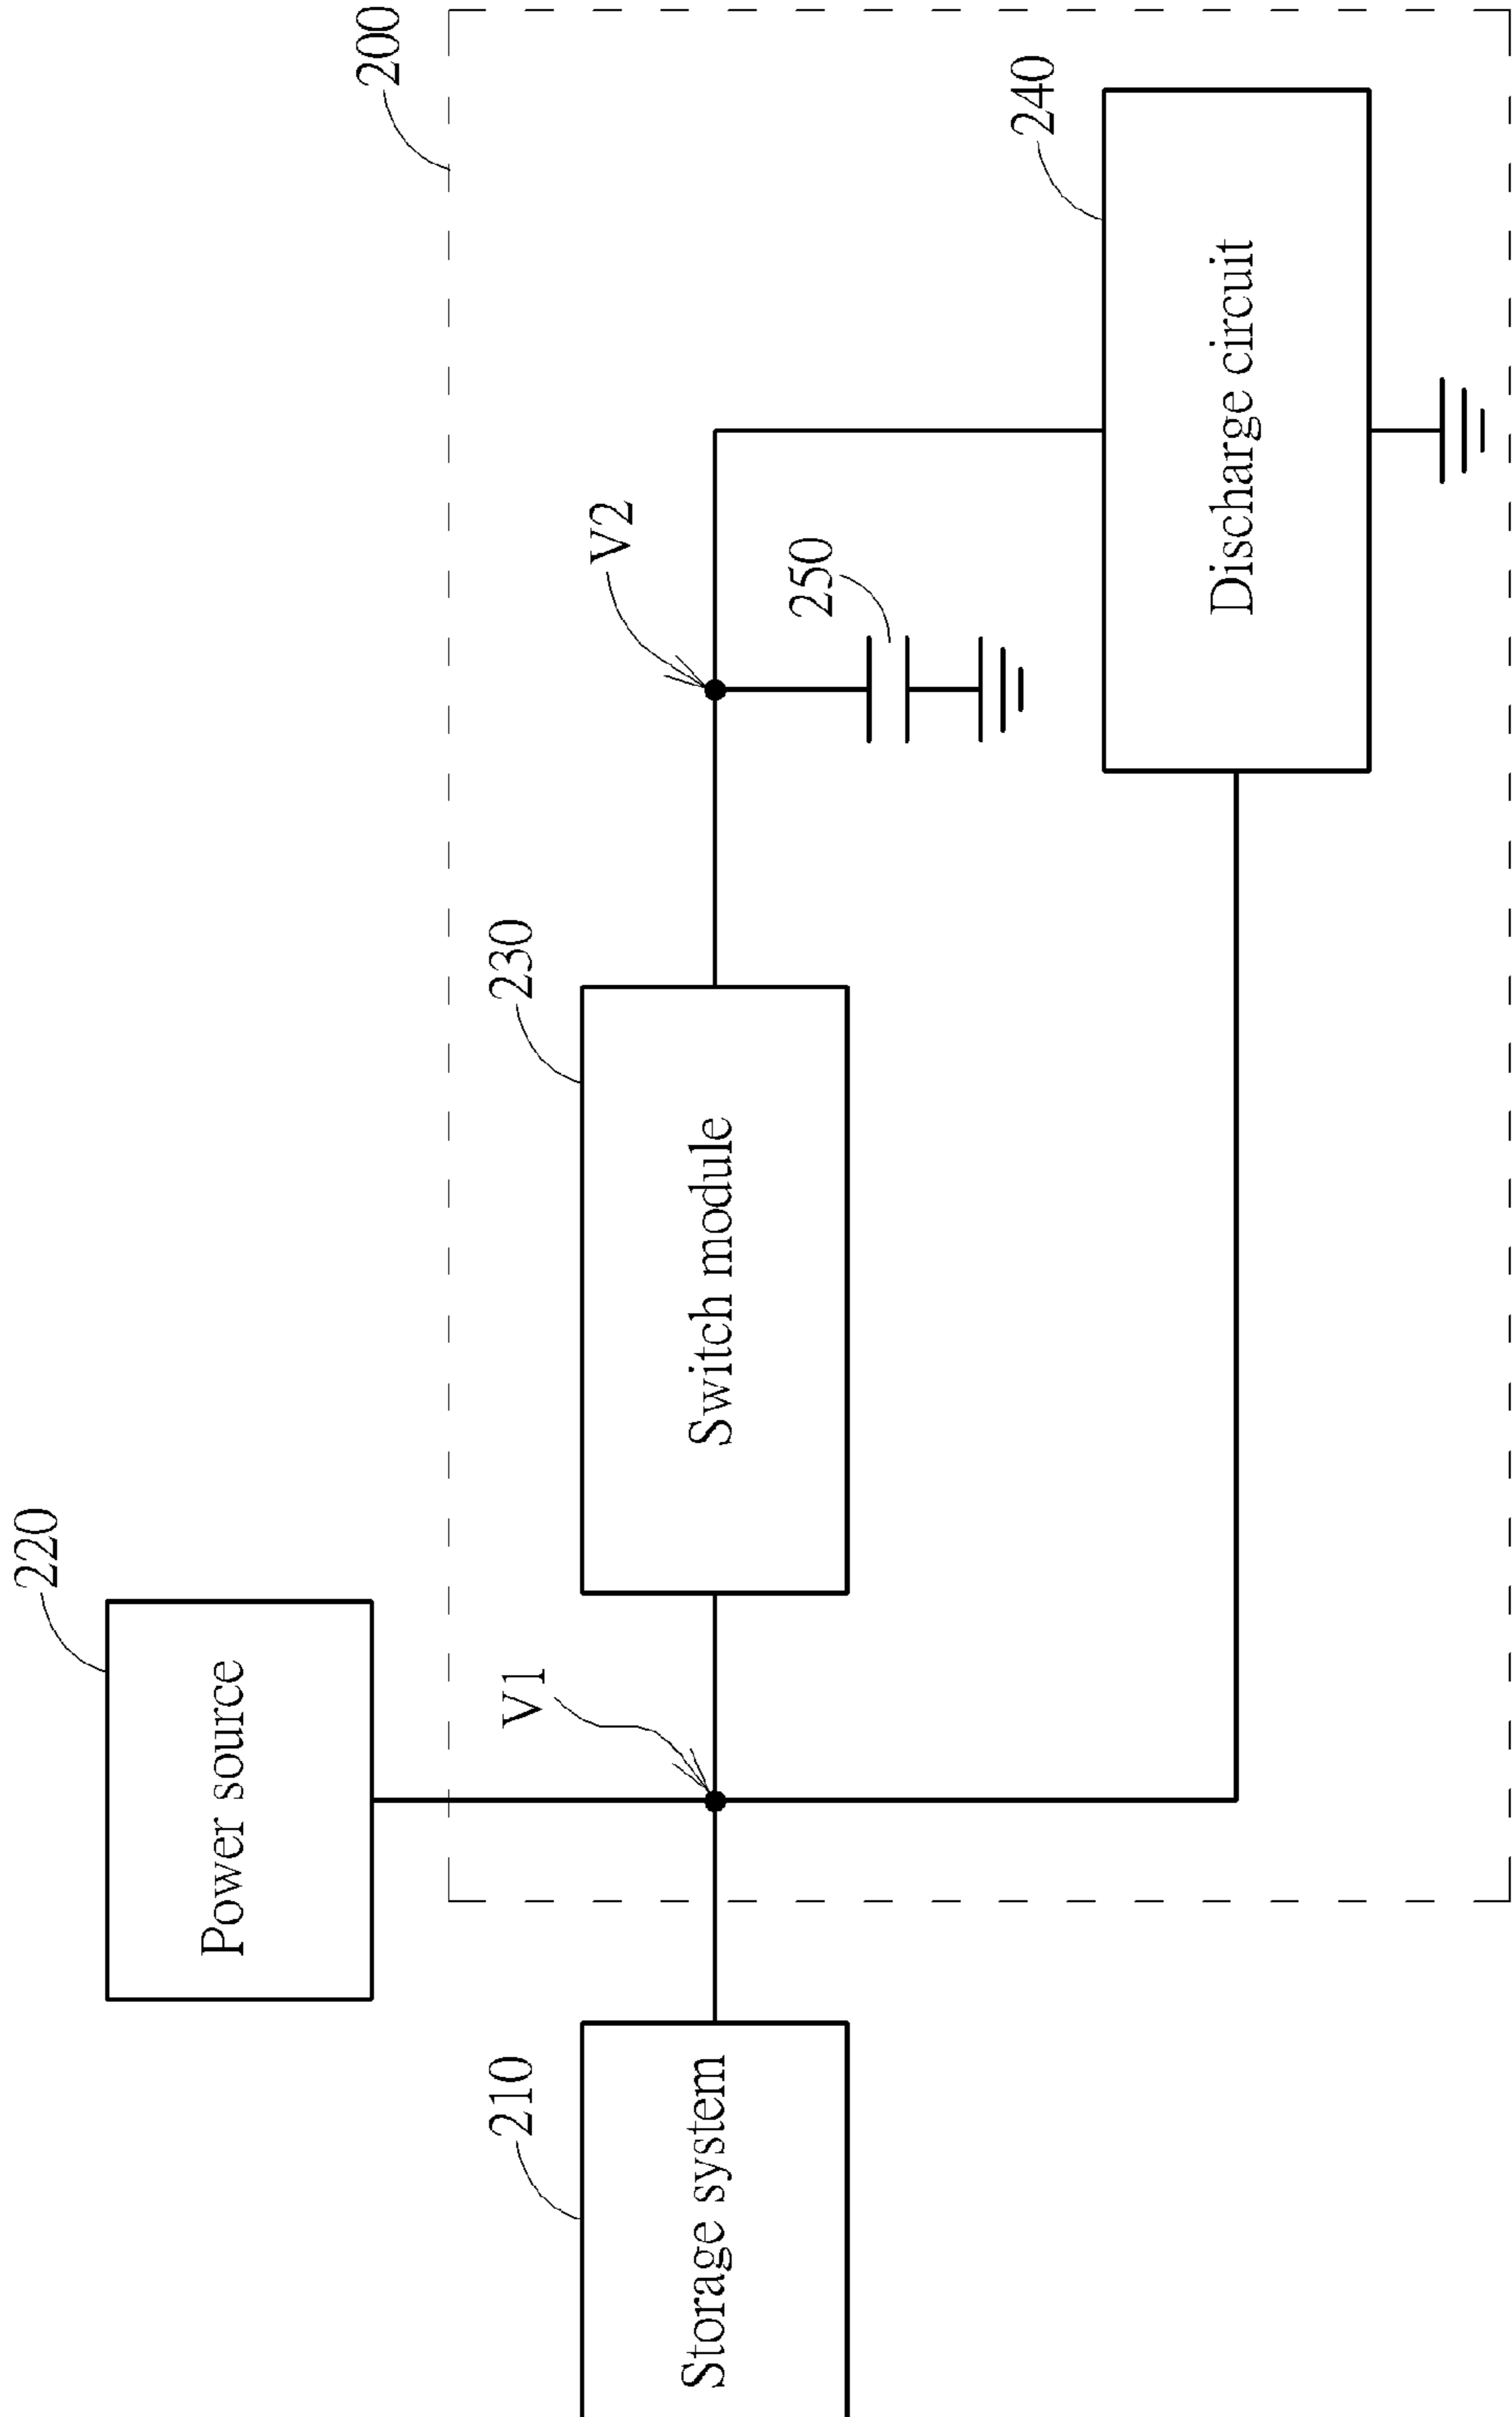 220
Power source
200
210
Storage system
V1
230
Switch module
V2
250
240
Discharge circuit